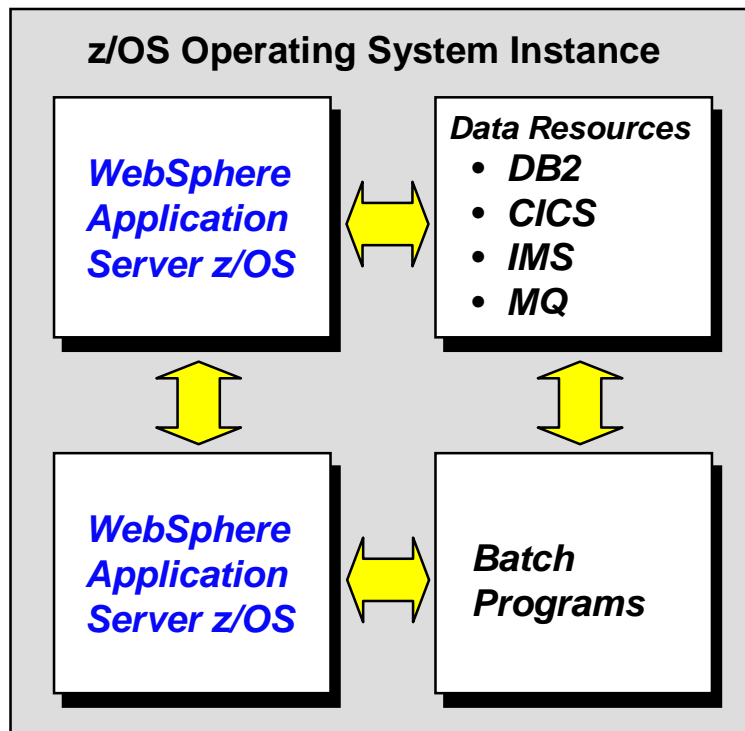 z/OS Operating System Instance
WebSphere
Application
Server z/OS
Data Resources
• DB2
• CICS
• IMS
• MQ
WebSphere
Application
Server z/OS
Batch
Programs